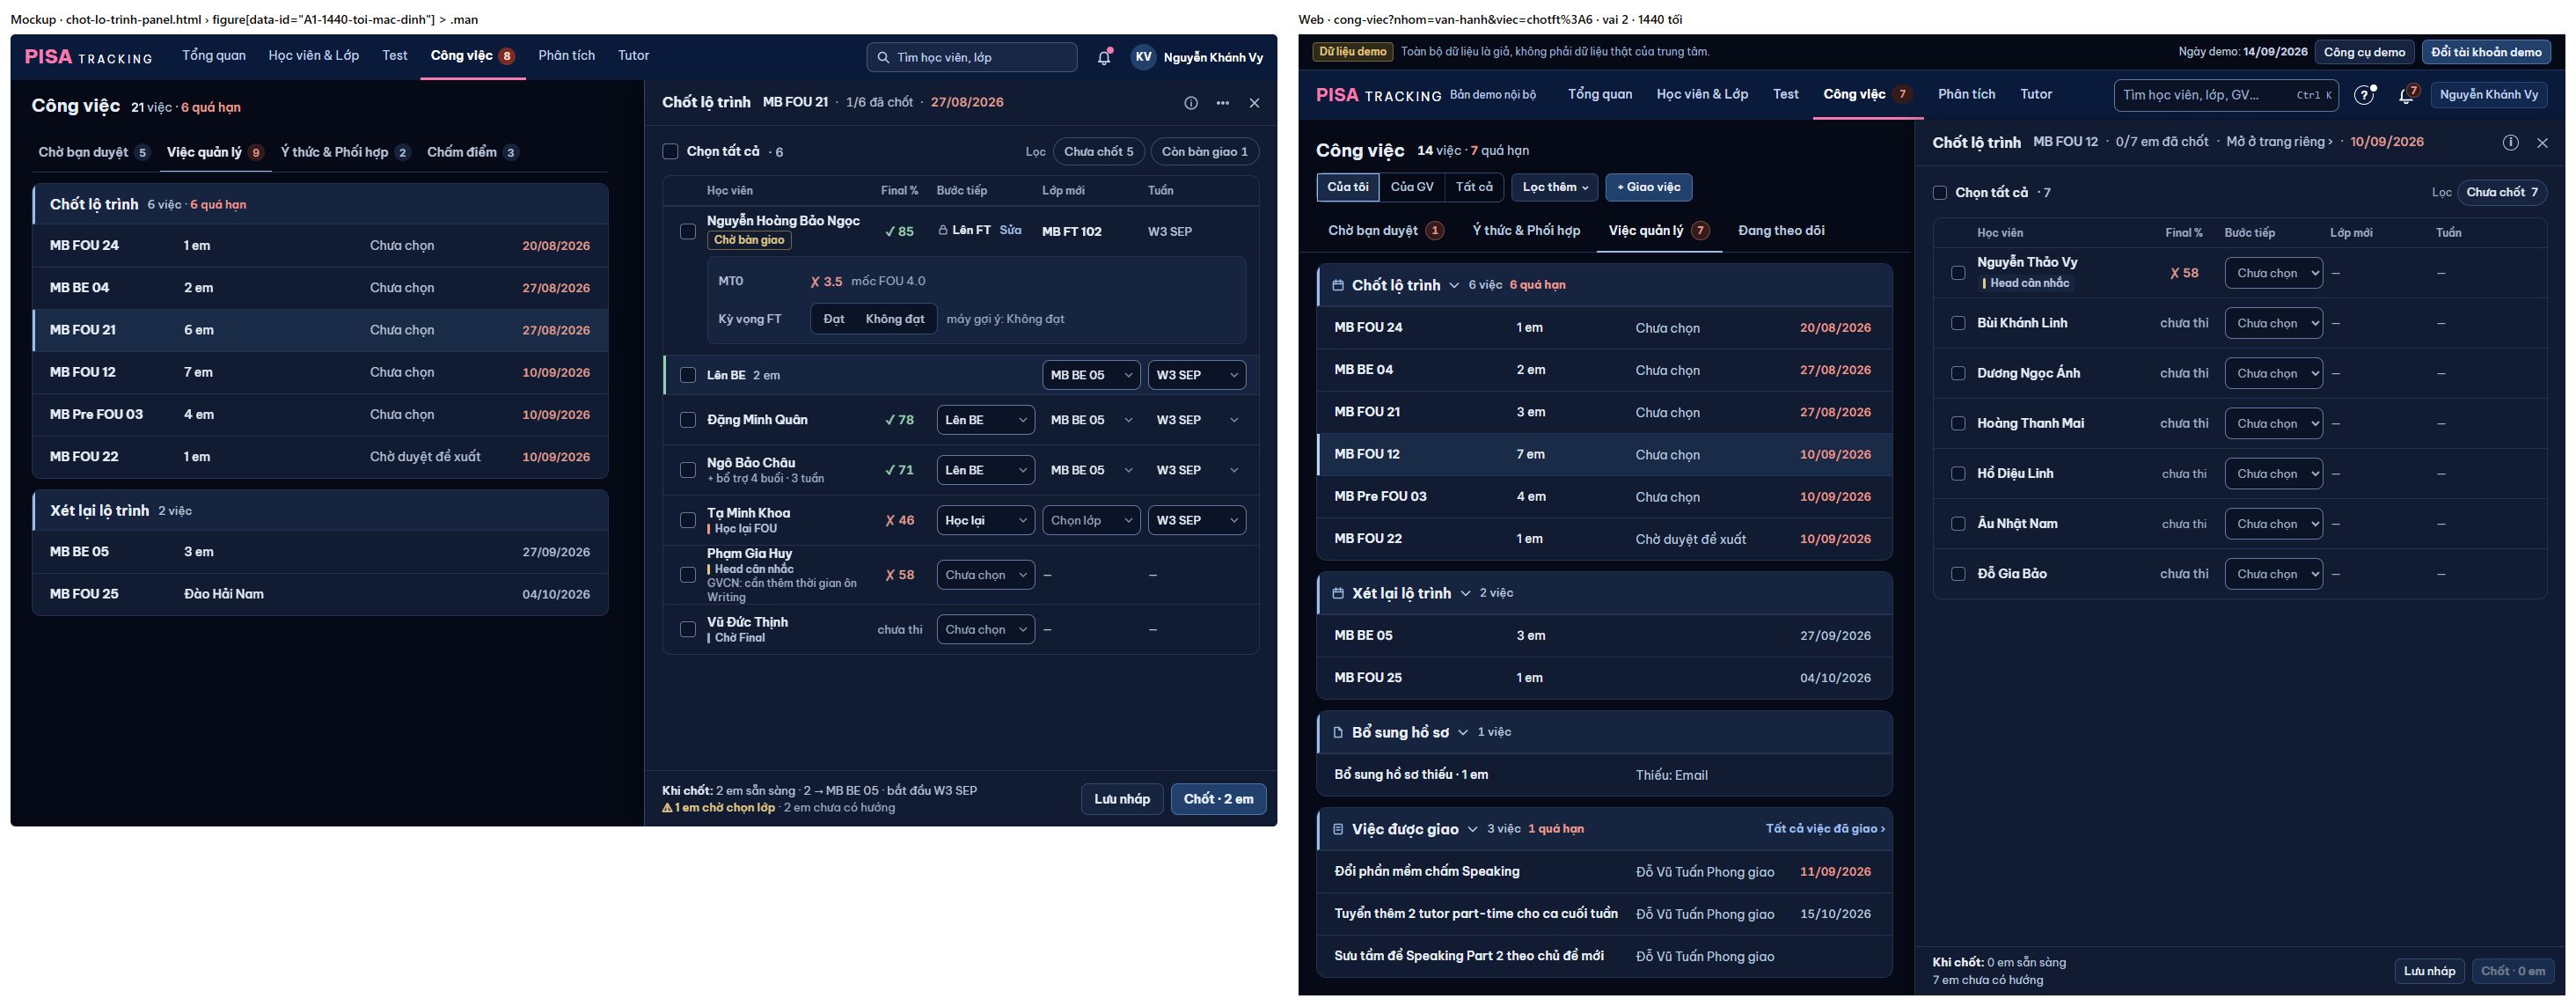 Mockup · chot-lo-trinh-panel.html › figure[data-id="A1-1440-toi-mac-dinh"] > .man
PISA TRACKING Tổng quan Học viên & Lớp Test Công việc 8 Phân tích Tutor Tìm học viên, lớp KV Nguyễn Khánh Vy
Công việc 21 việc · 6 quá hạn
Chờ bạn duyệt 5 Việc quản lý 9 Ý thức & Phối hợp 2 Chấm điểm 3
Chốt lộ trình 6 việc · 6 quá hạn
MB FOU 24 1 em Chưa chọn 20/08/2026
MB BE 04 2 em Chưa chọn 27/08/2026
MB FOU 21 6 em Chưa chọn 27/08/2026
MB FOU 12 7 em Chưa chọn 10/09/2026
MB Pre FOU 03 4 em Chưa chọn 10/09/2026
MB FOU 22 1 em Chờ duyệt đề xuất 10/09/2026
Xét lại lộ trình 2 việc
MB BE 05 3 em 27/09/2026
MB FOU 25 Đào Hải Nam 04/10/2026
Chốt lộ trình MB FOU 21 · 1/6 đã chốt · 27/08/2026
Chọn tất cả · 6 Lọc Chưa chốt 5 Còn bàn giao 1
Học viên Final % Bước tiếp Lớp mới Tuần
Nguyễn Hoàng Bảo Ngọc ✓ 85 Lên FT Sửa MB FT 102 W3 SEP
Chờ bàn giao
MT0 ✗ 3.5 mốc FOU 4.0
Kỳ vọng FT Đạt Không đạt máy gợi ý: Không đạt
Lên BE 2 em MB BE 05 W3 SEP
Đặng Minh Quân ✓ 78 Lên BE MB BE 05 W3 SEP
Ngô Bảo Châu ✓ 71 Lên BE MB BE 05 W3 SEP
+ bổ trợ 4 buổi · 3 tuần
Tạ Minh Khoa ✗ 46 Học lại Chọn lớp W3 SEP
Học lại FOU
Phạm Gia Huy ✗ 58 Chưa chọn – –
Head cân nhắc
GVCN: cần thêm thời gian ôn
Writing
Vũ Đức Thịnh chưa thi Chưa chọn – –
Chờ Final
Khi chốt: 2 em sẵn sàng · 2 → MB BE 05 · bắt đầu W3 SEP
⚠ 1 em chờ chọn lớp · 2 em chưa có hướng
Lưu nháp Chốt · 2 em
Web · cong-viec?nhom=van-hanh&viec=chotft%3A6 · vai 2 · 1440 tối
Dữ liệu demo Toàn bộ dữ liệu là giả, không phải dữ liệu thật của trung tâm. Ngày demo: 14/09/2026 Công cụ demo Đổi tài khoản demo
PISA TRACKING Bản demo nội bộ Tổng quan Học viên & Lớp Test Công việc 7 Phân tích Tutor Tìm học viên, lớp, GV... Ctrl K ? 7 Nguyễn Khánh Vy
Công việc 14 việc · 7 quá hạn
Của tôi Của GV Tất cả Lọc thêm + Giao việc
Chờ bạn duyệt 1 Ý thức & Phối hợp Việc quản lý 7 Đang theo dõi
Chốt lộ trình 6 việc 6 quá hạn
MB FOU 24 1 em Chưa chọn 20/08/2026
MB BE 04 2 em Chưa chọn 27/08/2026
MB FOU 21 3 em Chưa chọn 27/08/2026
MB FOU 12 7 em Chưa chọn 10/09/2026
MB Pre FOU 03 4 em Chưa chọn 10/09/2026
MB FOU 22 1 em Chờ duyệt đề xuất 10/09/2026
Xét lại lộ trình 2 việc
MB BE 05 3 em 27/09/2026
MB FOU 25 1 em 04/10/2026
Bổ sung hồ sơ 1 việc
Bổ sung hồ sơ thiếu · 1 em Thiếu: Email
Việc được giao 3 việc 1 quá hạn Tất cả việc đã giao ›
Đổi phần mềm chấm Speaking Đỗ Vũ Tuấn Phong giao 11/09/2026
Tuyển thêm 2 tutor part-time cho ca cuối tuần Đỗ Vũ Tuấn Phong giao 15/10/2026
Sưu tầm đề Speaking Part 2 theo chủ đề mới Đỗ Vũ Tuấn Phong giao
Chốt lộ trình MB FOU 12 · 0/7 em đã chốt · Mở ở trang riêng › · 10/09/2026
Chọn tất cả · 7 Lọc Chưa chốt 7
Học viên Final % Bước tiếp Lớp mới Tuần
Nguyễn Thảo Vy ✗ 58 Chưa chọn – –
Head cân nhắc
Bùi Khánh Linh chưa thi Chưa chọn – –
Dương Ngọc Ánh chưa thi Chưa chọn – –
Hoàng Thanh Mai chưa thi Chưa chọn – –
Hồ Diệu Linh chưa thi Chưa chọn – –
Âu Nhật Nam chưa thi Chưa chọn – –
Đỗ Gia Bảo chưa thi Chưa chọn – –
Khi chốt: 0 em sẵn sàng
7 em chưa có hướng
Lưu nháp Chốt · 0 em